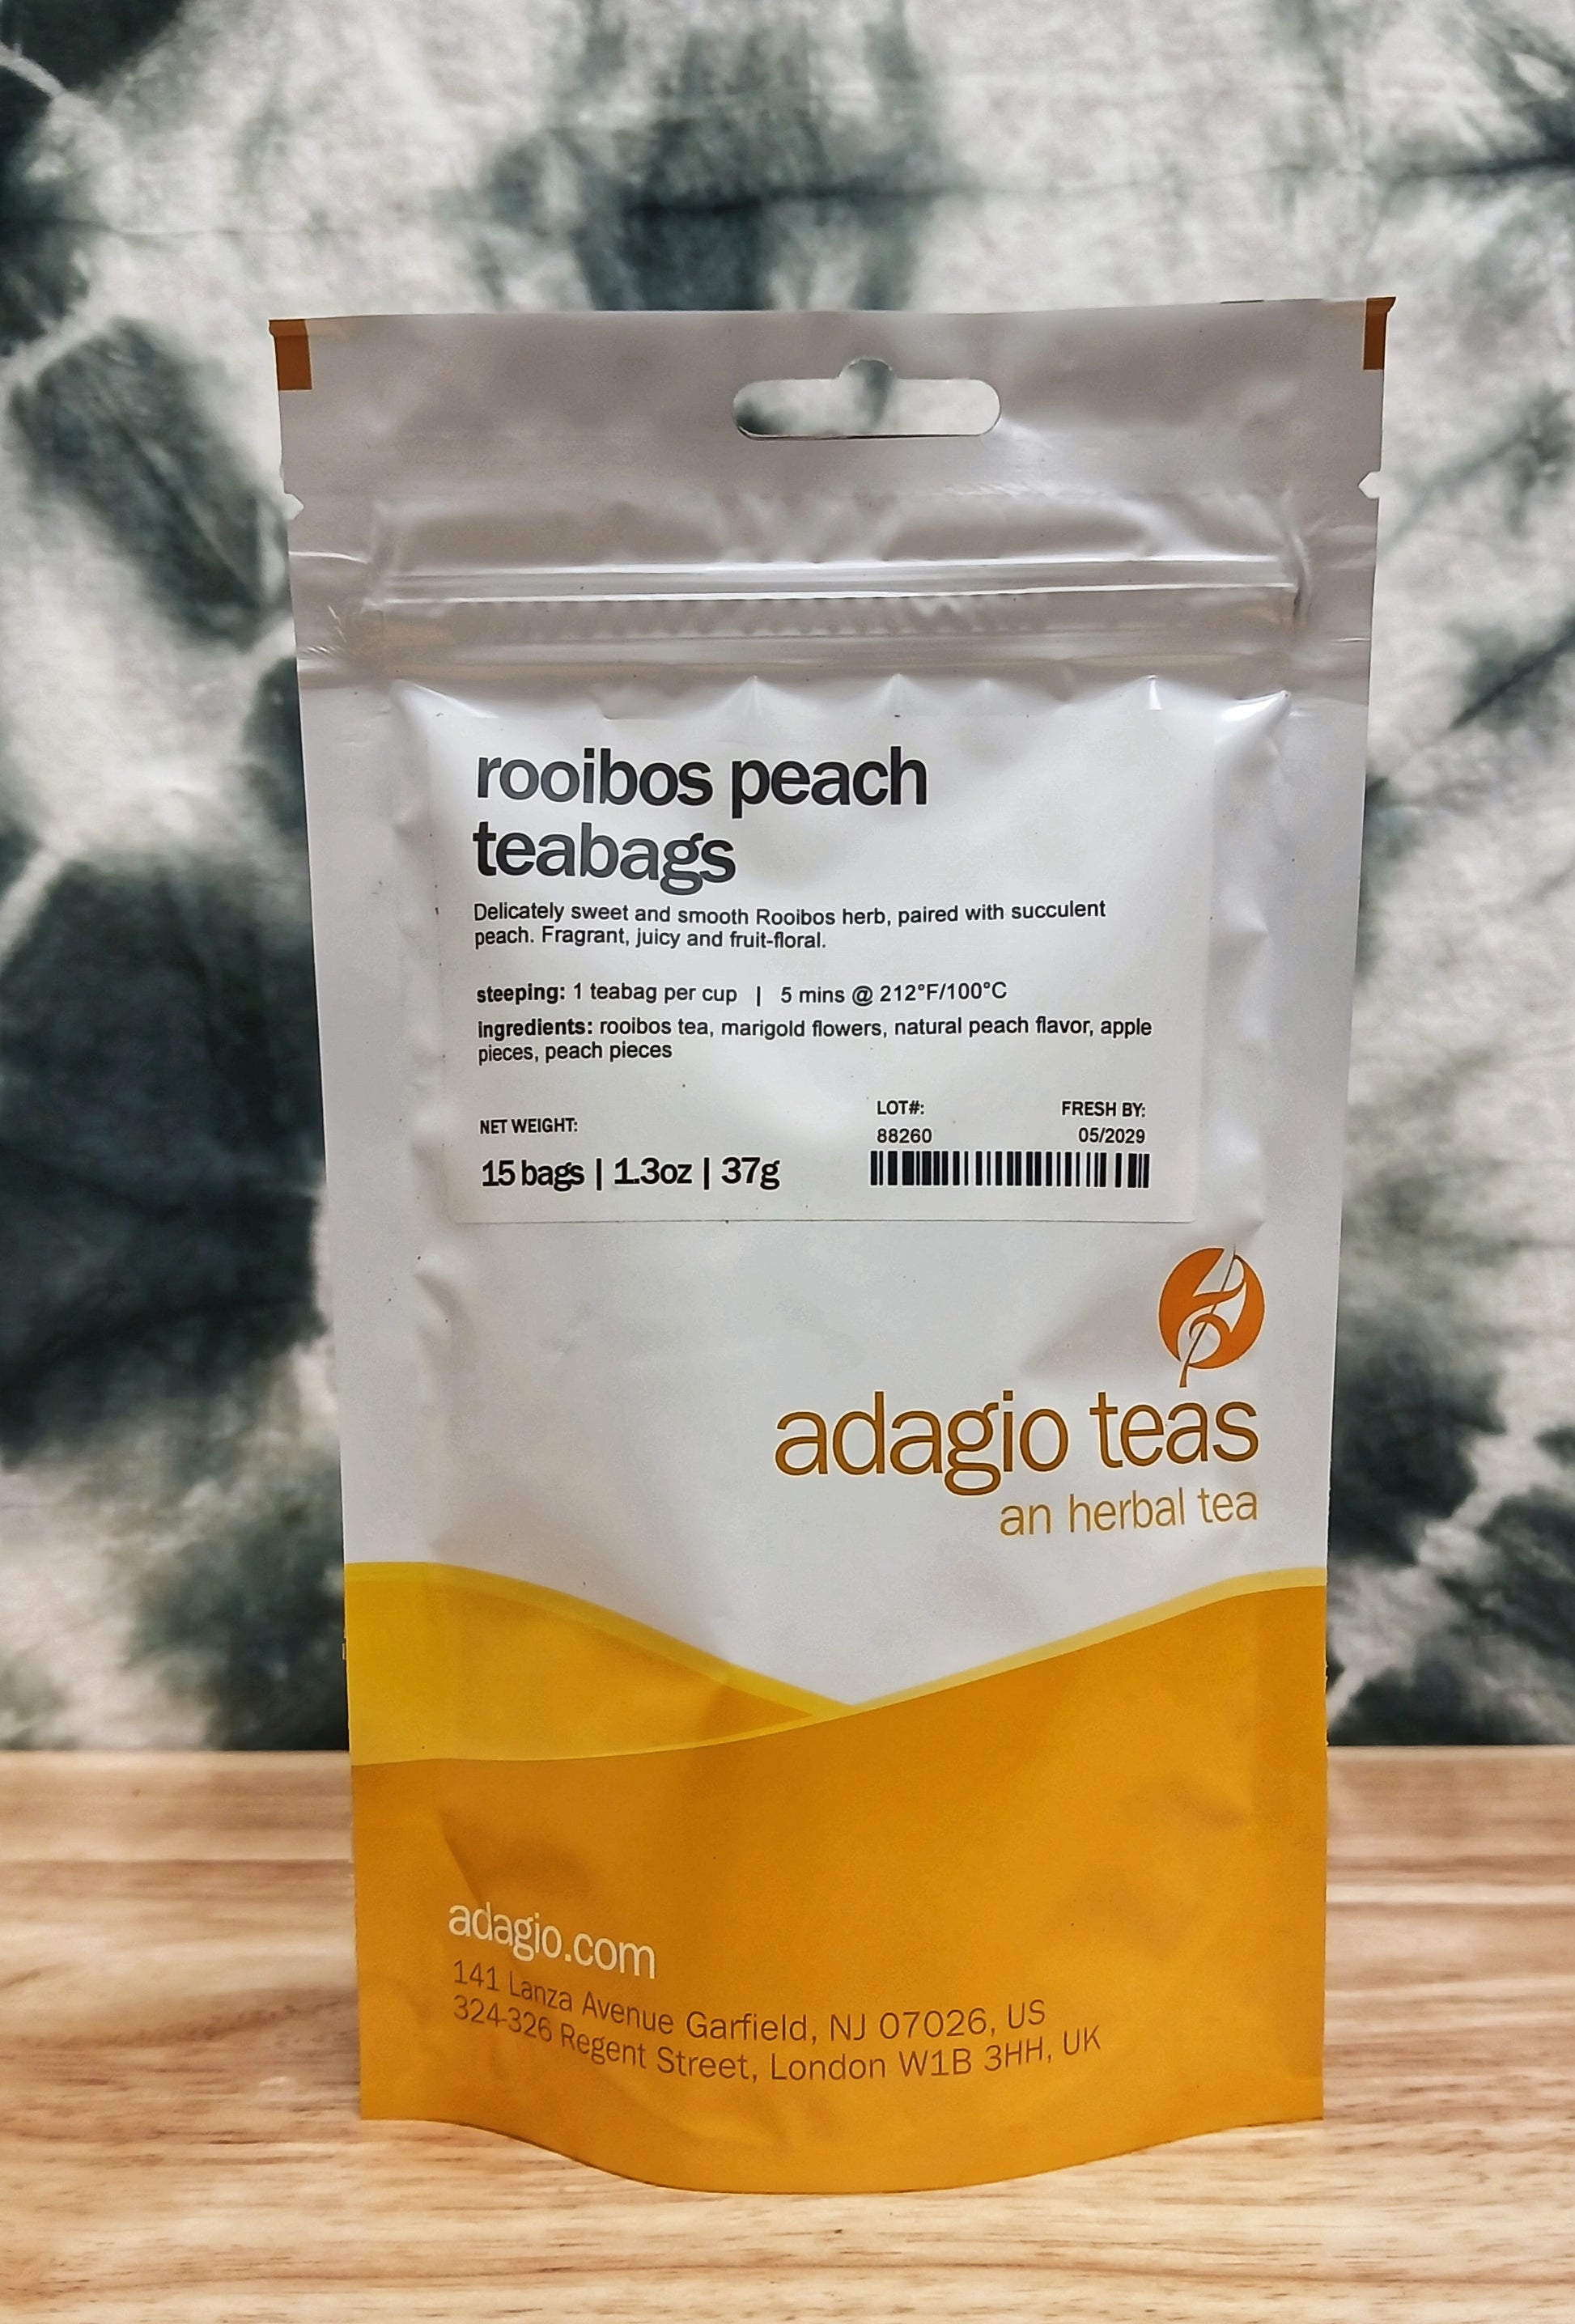 rooibos peach
teabags
Delicately sweet and smooth Rooibos herb, paired with succulent
peach. Fragrant, juicy and fruit-floral.
steeping: 1 teabag per cup | 5 mins @ 212°F/100°C
ingredients: rooibos tea, marigold flowers, natural peach flavor, apple
pieces, peach pieces
NET WEIGHT:
15 bags | 1.3oz | 37g
LOT#:
88260
FRESH BY:
05/2029
adagio teas
an herbal tea
adagio.com
141 Lanza Avenue Garfield, NJ 07026, US
324-326 Regent Street, London W1B 3HH, UK